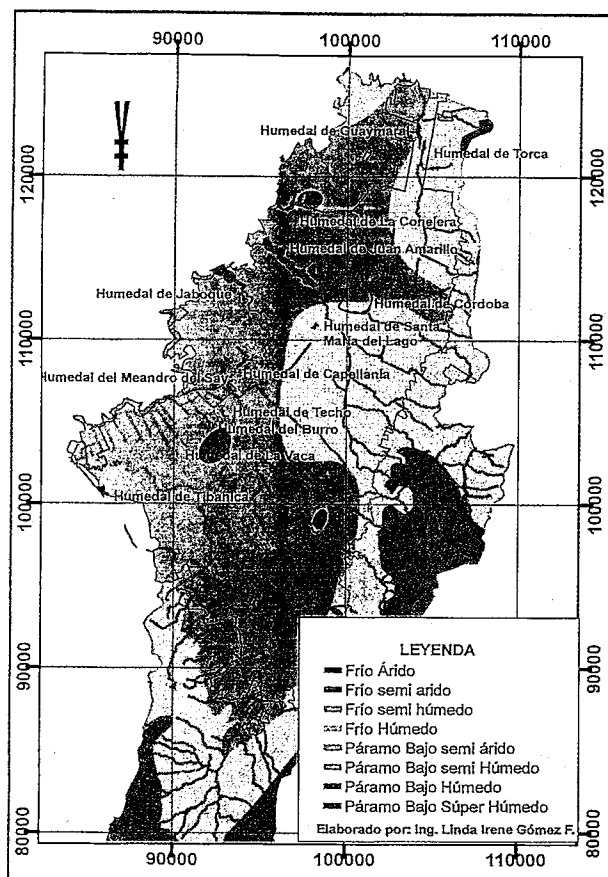 90000 100000 110000
120000
110000
100000
90000
80000
Humedal de Guaymaral
Humedal de Torca
Humedal de La Conejera
Humedal de Juan Amarillo
Humedal de Jaboque
Humedal de Córdoba
Humedal de Santa
Maria del Lago
Humedal del Meandro del Say
Humedal de Capellanía
Humedal de Techo
Humedal del Burro
Humedal de La Vaca
Humedal de Tibanica
120000
110000
100000
90000
80000
LEYENDA
Frío Árido
Frío semi arido
Frío semi húmedo
Frío Húmedo
Páramo Bajo semi árido
Páramo Bajo semi Húmedo
Páramo Bajo Húmedo
Páramo Bajo Súper Húmedo
Elaborado por: Ing. Linda Irene Gómez F.
90000 100000 110000